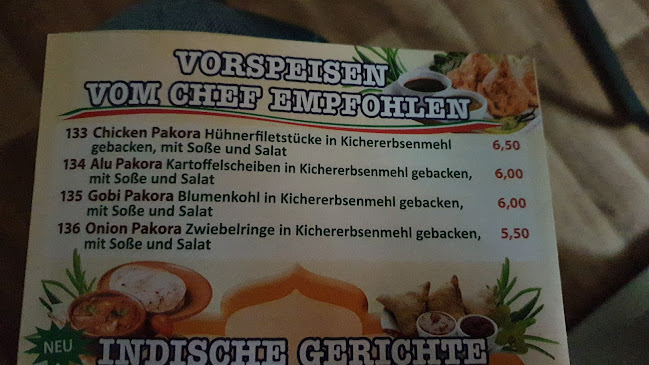 VORSPEISEN
VOM CHEF EMPFOHLEN
133 Chicken Pakora Hühnerfiletstücke in Kichererbsenmehl 6,50
gebacken, mit Soße und Salat
134 Alu Pakora Kartoffelscheiben in Kichererbsenmehl gebacken, 6,00
mit Soße und Salat
135 Gobi Pakora Blumenkohl in Kichererbsenmehl gebacken, 6,00
mit Soße und Salat
136 Onion Pakora Zwiebelringe in Kichererbsenmehl gebacken, 5,50
mit Soße und Salat
NEU INDISCHE GERICHTE